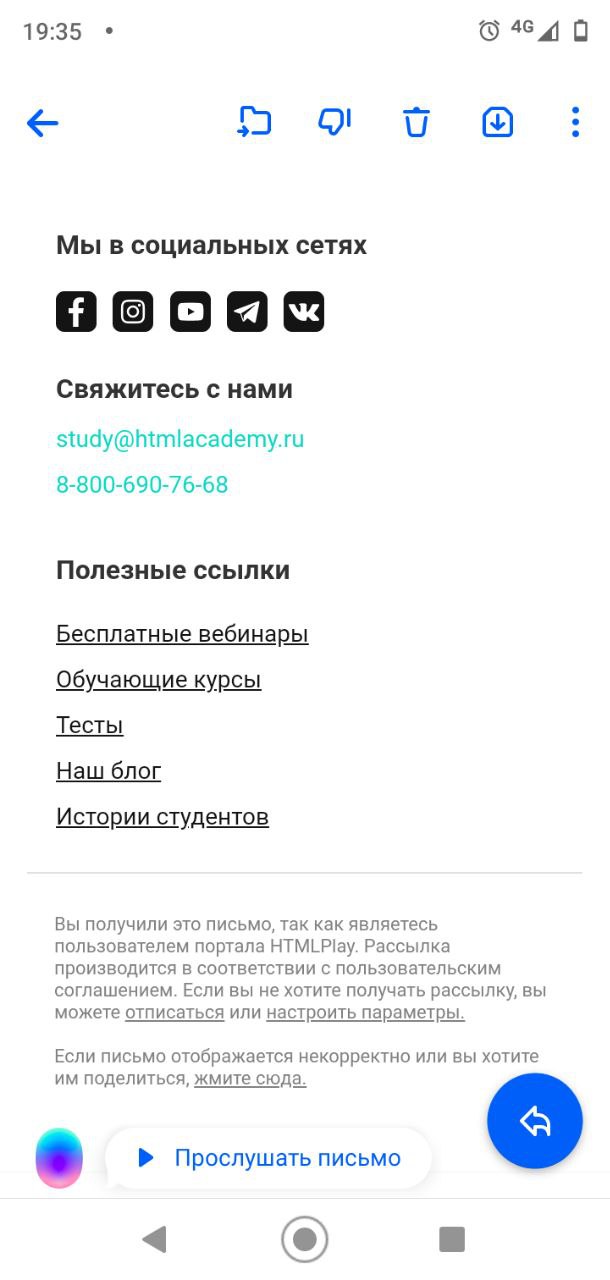 19:35
4G
Мы в социальных сетях
Свяжитесь с нами
study@htmlacademy.ru
8-800-690-76-68
Полезные ссылки
Бесплатные вебинары
Обучающие курсы
Тесты
Наш блог
Истории студентов
Вы получили это письмо, так как являетесь
пользователем портала HTMLPlay. Рассылка
производится в соответствии с пользовательским
соглашением. Если вы не хотите получать рассылку, вы
можете отписаться или настроить параметры.
Если письмо отображается некорректно или вы хотите
им поделиться, жмите сюда.
Прослушать письмо